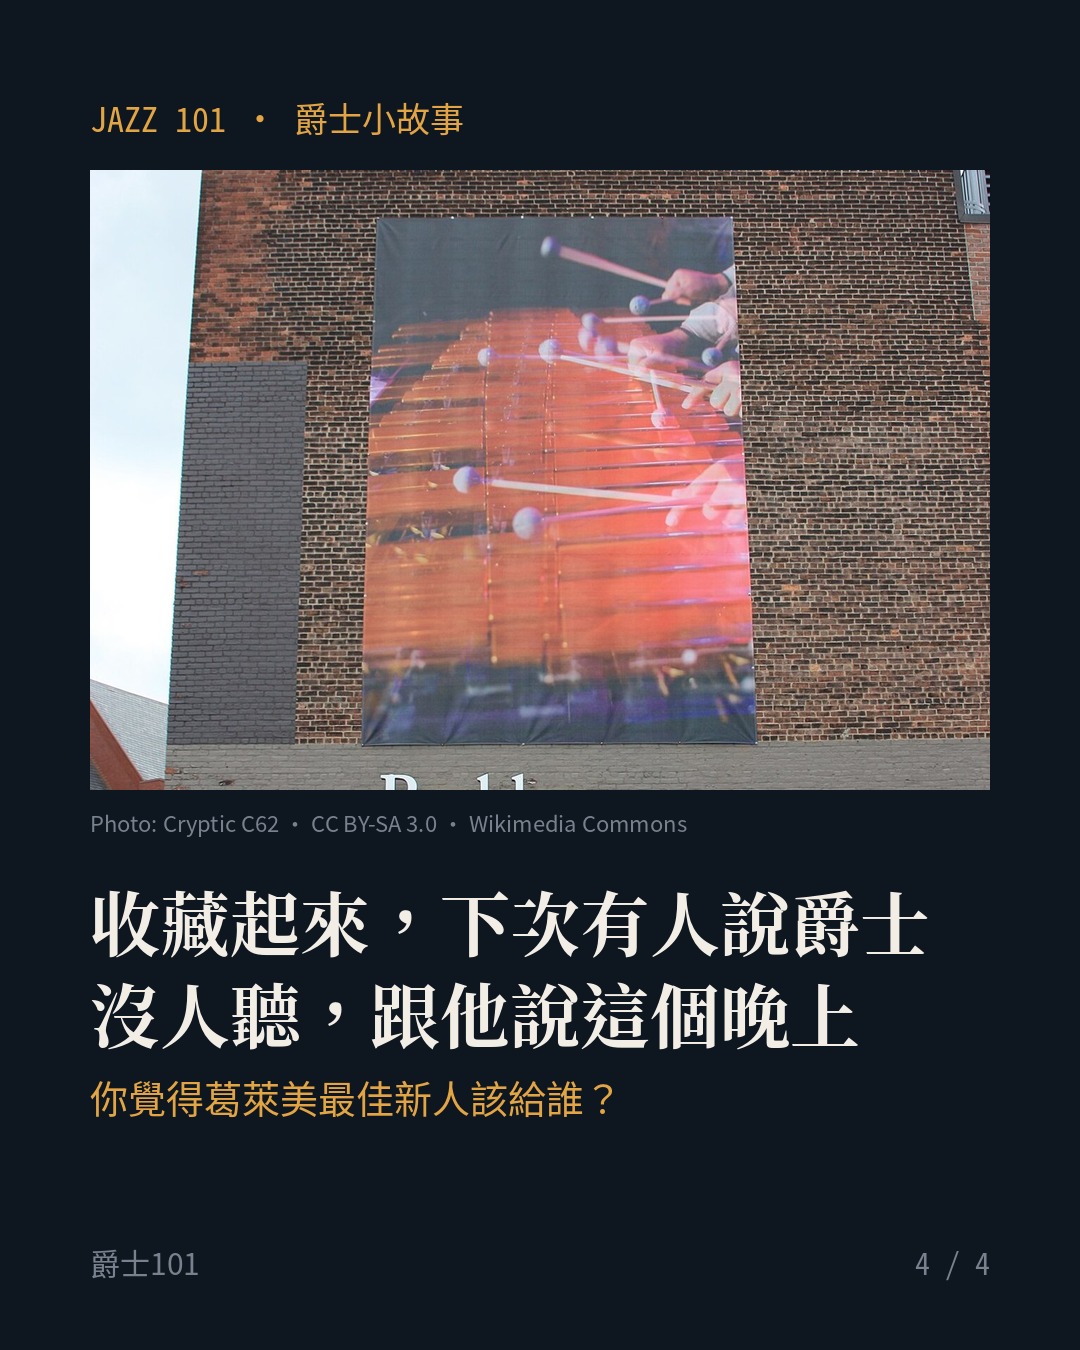 JAZZ 101 · 爵士小故事
Photo: Cryptic C62 · CC BY-SA 3.0 · Wikimedia Commons
收藏起來，下次有人說爵士
沒人聽，跟他說這個晚上
你覺得葛萊美最佳新人該給誰？
爵士101
4 / 4